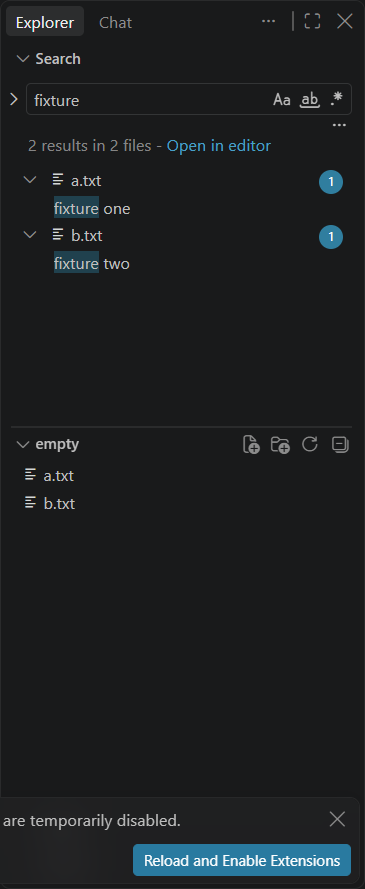 Explorer Chat ···
Search
fixture Aa ab .*
···
2 results in 2 files - Open in editor
a.txt 1
fixture one
b.txt 1
fixture two
empty
a.txt
b.txt
are temporarily disabled.
Reload and Enable Extensions